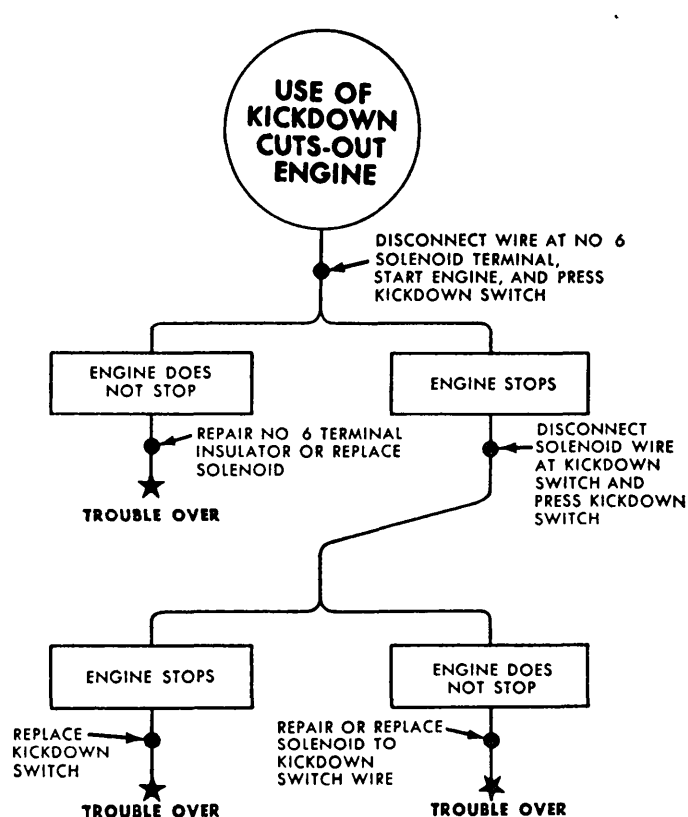 USE OF
KICKDOWN
CUTS-OUT
ENGINE
DISCONNECT WIRE AT NO 6
SOLENOID TERMINAL,
START ENGINE, AND PRESS
KICKDOWN SWITCH
ENGINE DOES
NOT STOP
ENGINE STOPS
REPAIR NO 6 TERMINAL
INSULATOR OR REPLACE
SOLENOID
TROUBLE OVER
DISCONNECT
SOLENOID WIRE
AT KICKDOWN
SWITCH AND
PRESS KICKDOWN
SWITCH
ENGINE STOPS
ENGINE DOES
NOT STOP
REPLACE
KICKDOWN
SWITCH
TROUBLE OVER
REPAIR OR REPLACE
SOLENOID TO
KICKDOWN
SWITCH WIRE
TROUBLE OVER